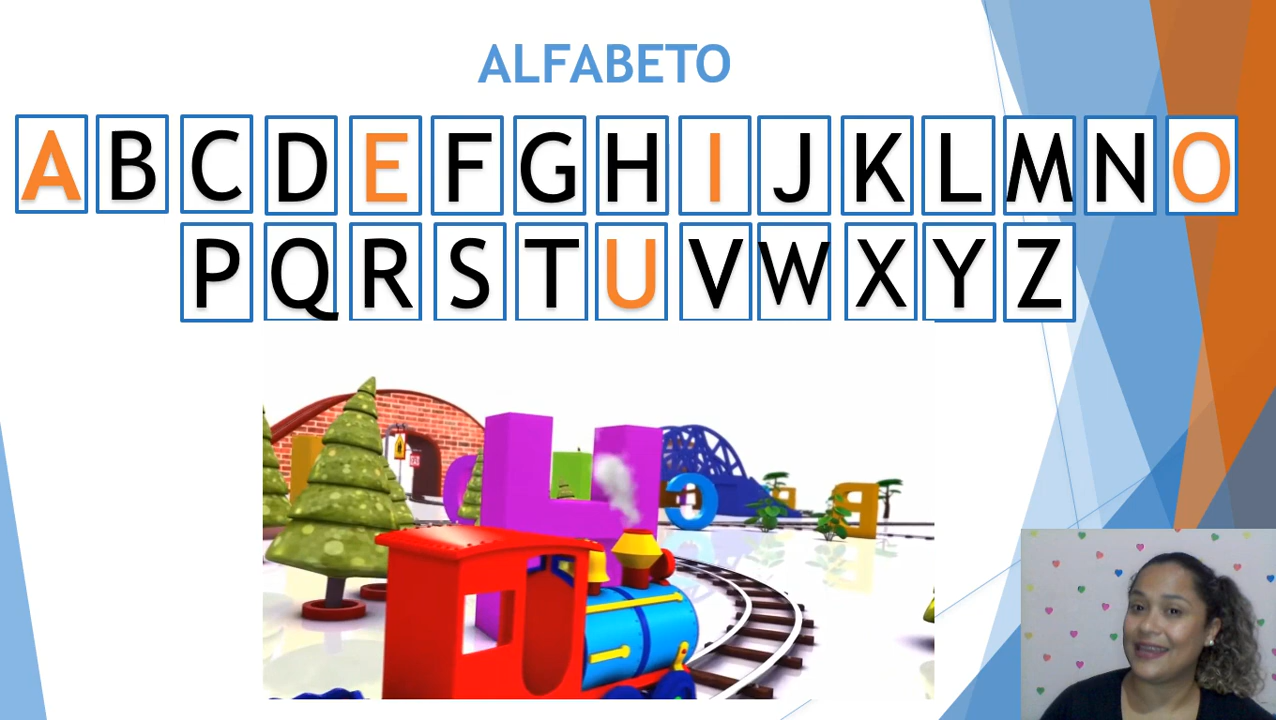 ALFABETO
A B C D E F G H I J K L M N O
P Q R S T U V W X Y Z
H
C
B